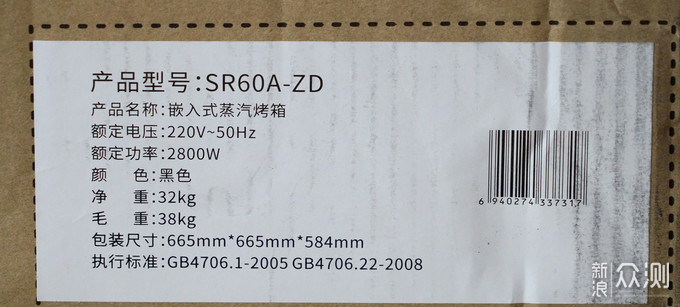 产品型号:SR60A-ZD
产品名称:嵌入式蒸汽烤箱
额定电压:220V~50Hz
额定功率:2800W
颜 色:黑色
净 重:32kg
毛 重:38kg
包装尺寸:665mm*665mm*584mm
执行标准:GB4706.1-2005 GB4706.22-2008
6 940274 337317
新浪 众测